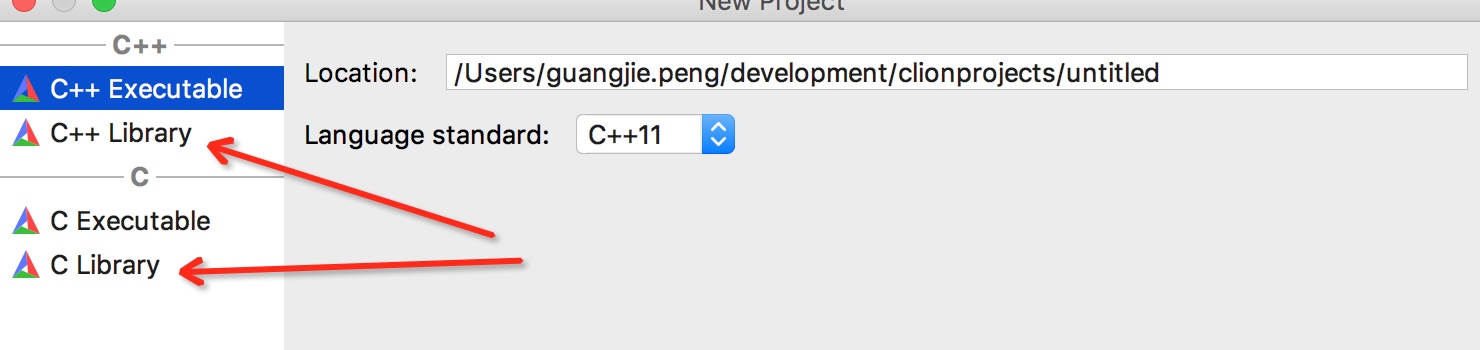 New Project
C++
C++ Executable
C++ Library
C
C Executable
C Library
Location: /Users/guangjie.peng/development/clionprojects/untitled
Language standard: C++11